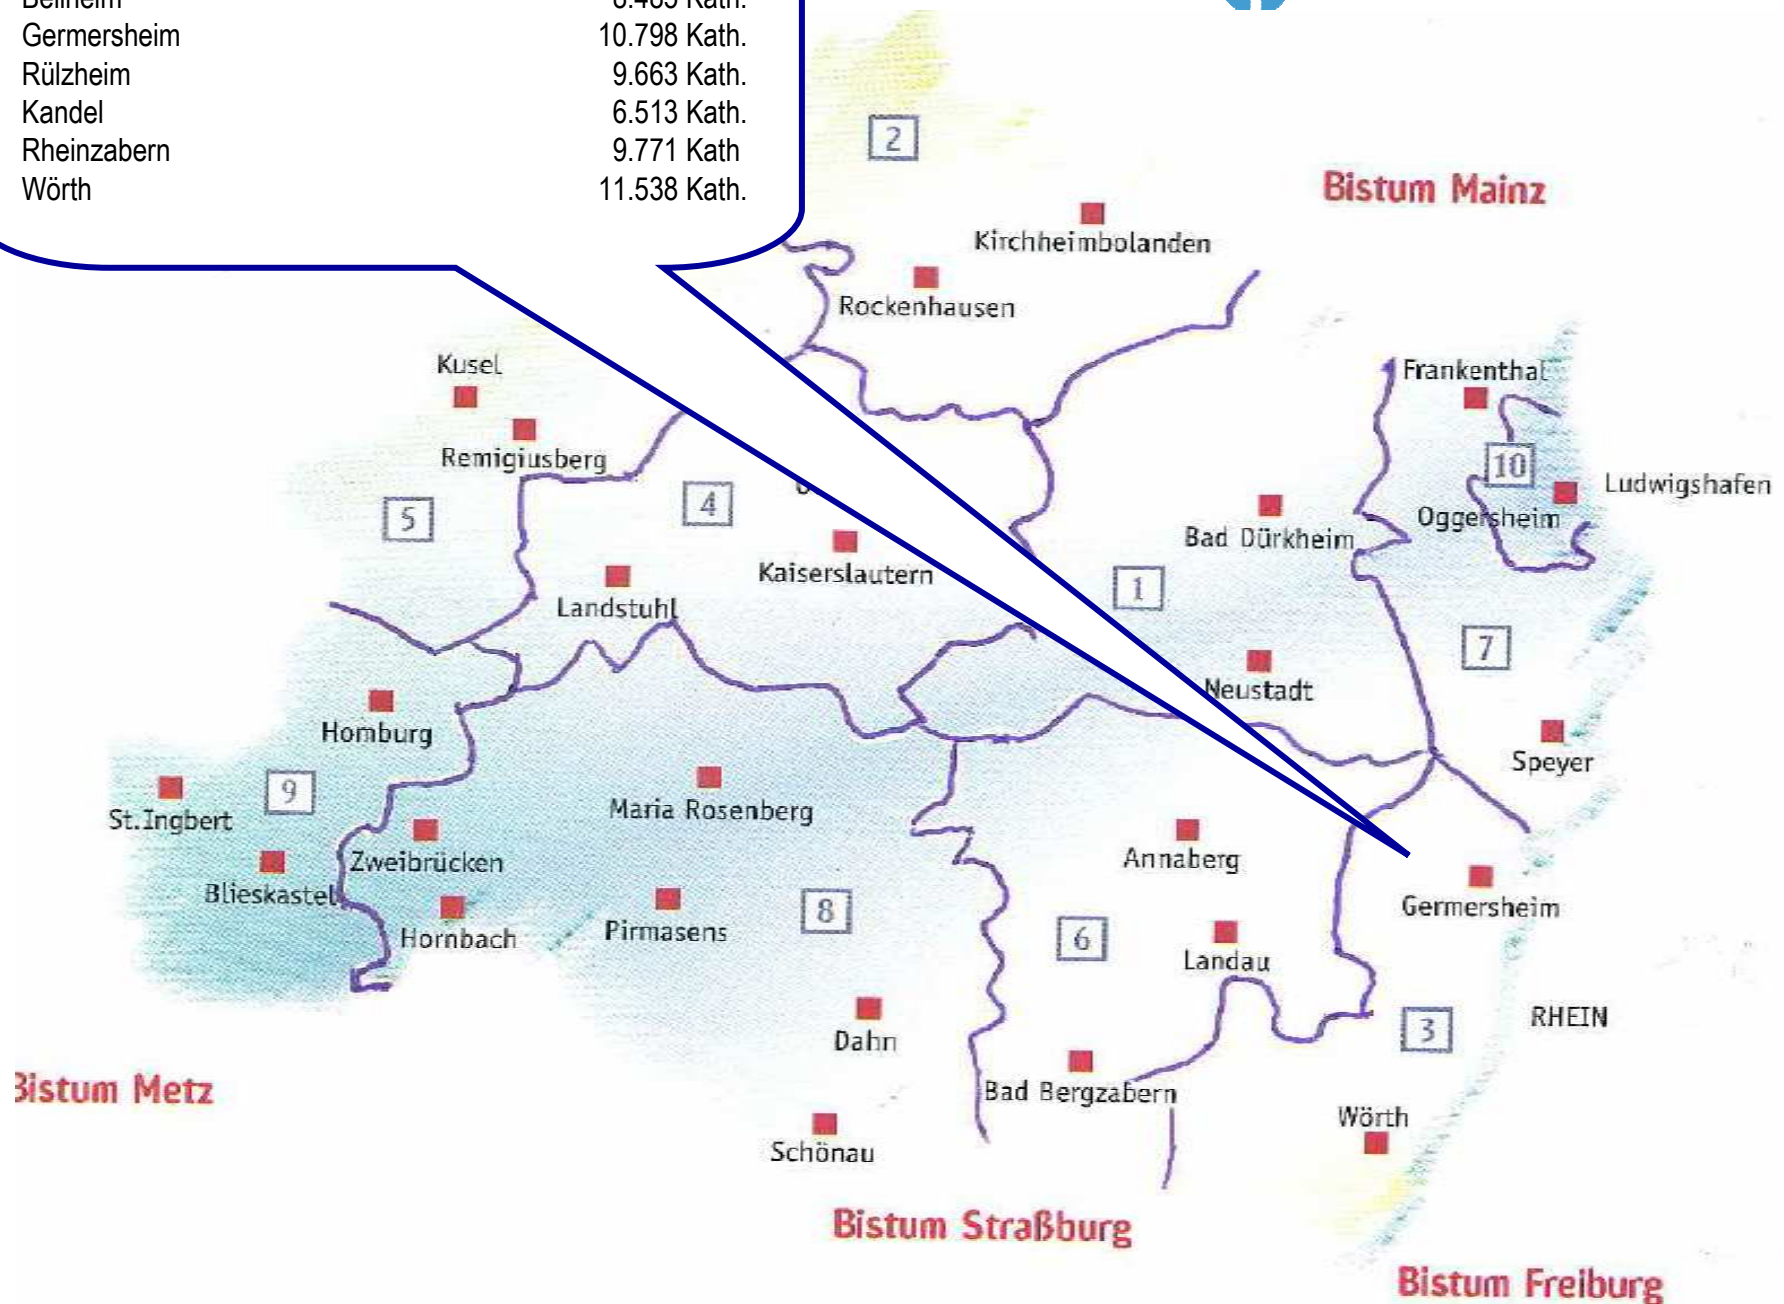 Germersheim 10.798 Kath.
Rülzheim 9.663 Kath.
Kandel 6.513 Kath.
Rheinzabern 9.771 Kath
Wörth 11.538 Kath.
2
Bistum Mainz
Kirchheimbolanden
Rockenhausen
Kusel
Frankenthal
Remigiusberg
10
Ludwigshafen
4
5
Oggersheim
Bad Dürkheim
Kaiserslautern
1
Landstuhl
7
Neustadt
Homburg
Speyer
9
Maria Rosenberg
St.Ingbert
Zweibrücken
Annaberg
Blieskastel
8
Germersheim
Hornbach
Pirmasens
6
Landau
RHEIN
3
Dahn
Bistum Metz
Bad Bergzabern
Wörth
Schönau
Bistum Straßburg
Bistum Freiburg